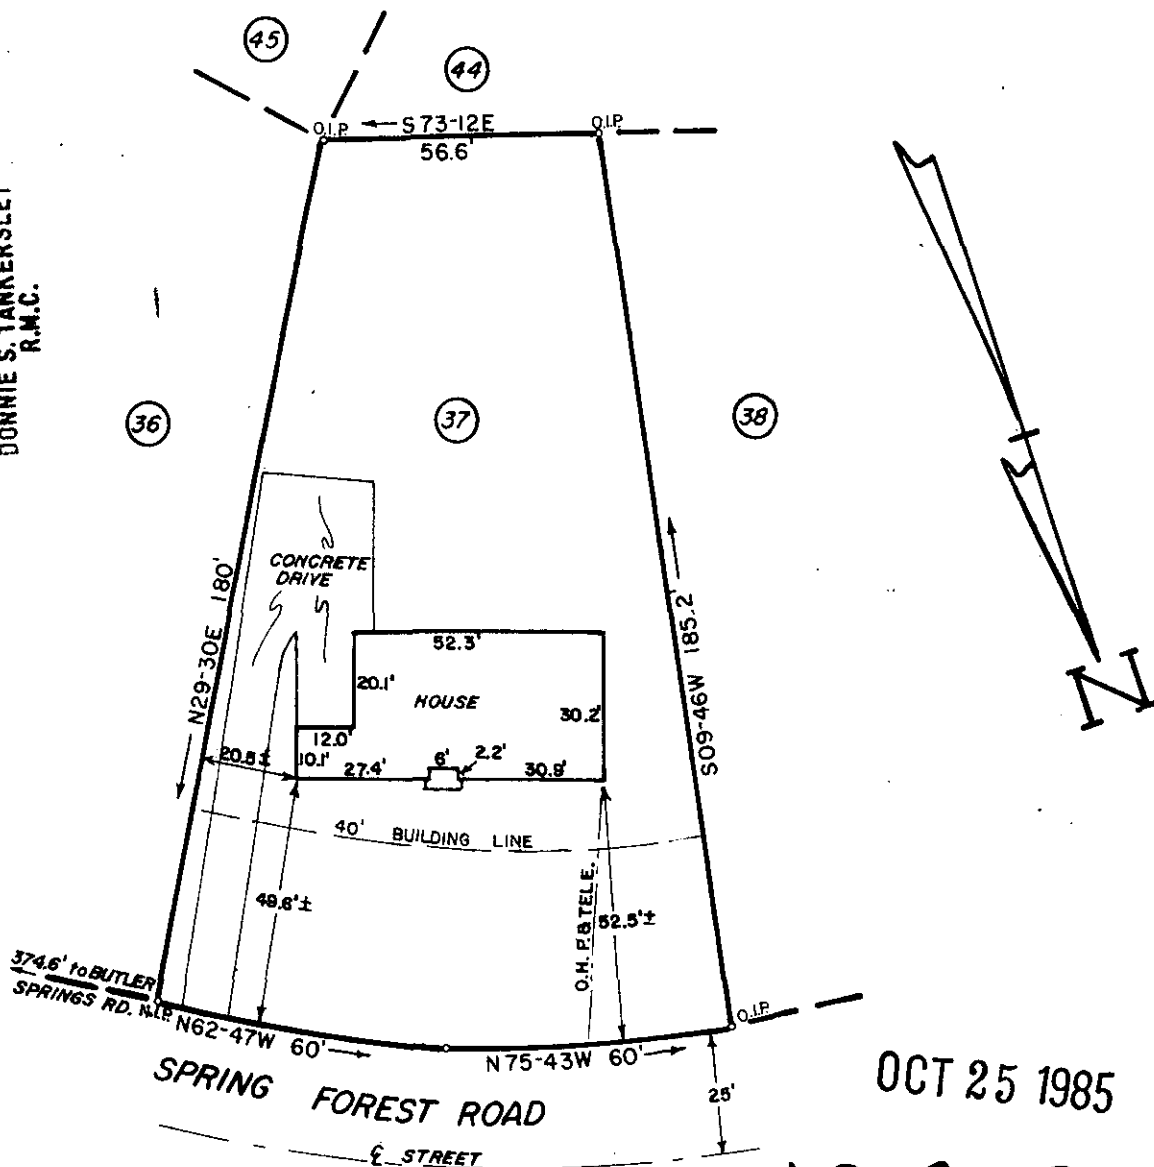 45
44
O.I.P.
S 73-12E
O.I.P.
56.6'
DONNIE S. TANKERSLEY
R.M.C.
36
37
38
CONCRETE
DRIVE
N29-30E 180'
S09-46W 185.2'
52.3'
20.1'
HOUSE
30.2'
12.0'
20.5'±
10.1'
27.4'
6'
2.2'
30.9'
40' BUILDING LINE
49.6'±
O.H. P.& TELE.
52.5'±
374.6' to BUTLER
SPRINGS RD.
N.I.P.
O.I.P.
N62-47W 60'
N75-43W 60'
25'
SPRING FOREST ROAD
℄ STREET
N
OCT 25 1985